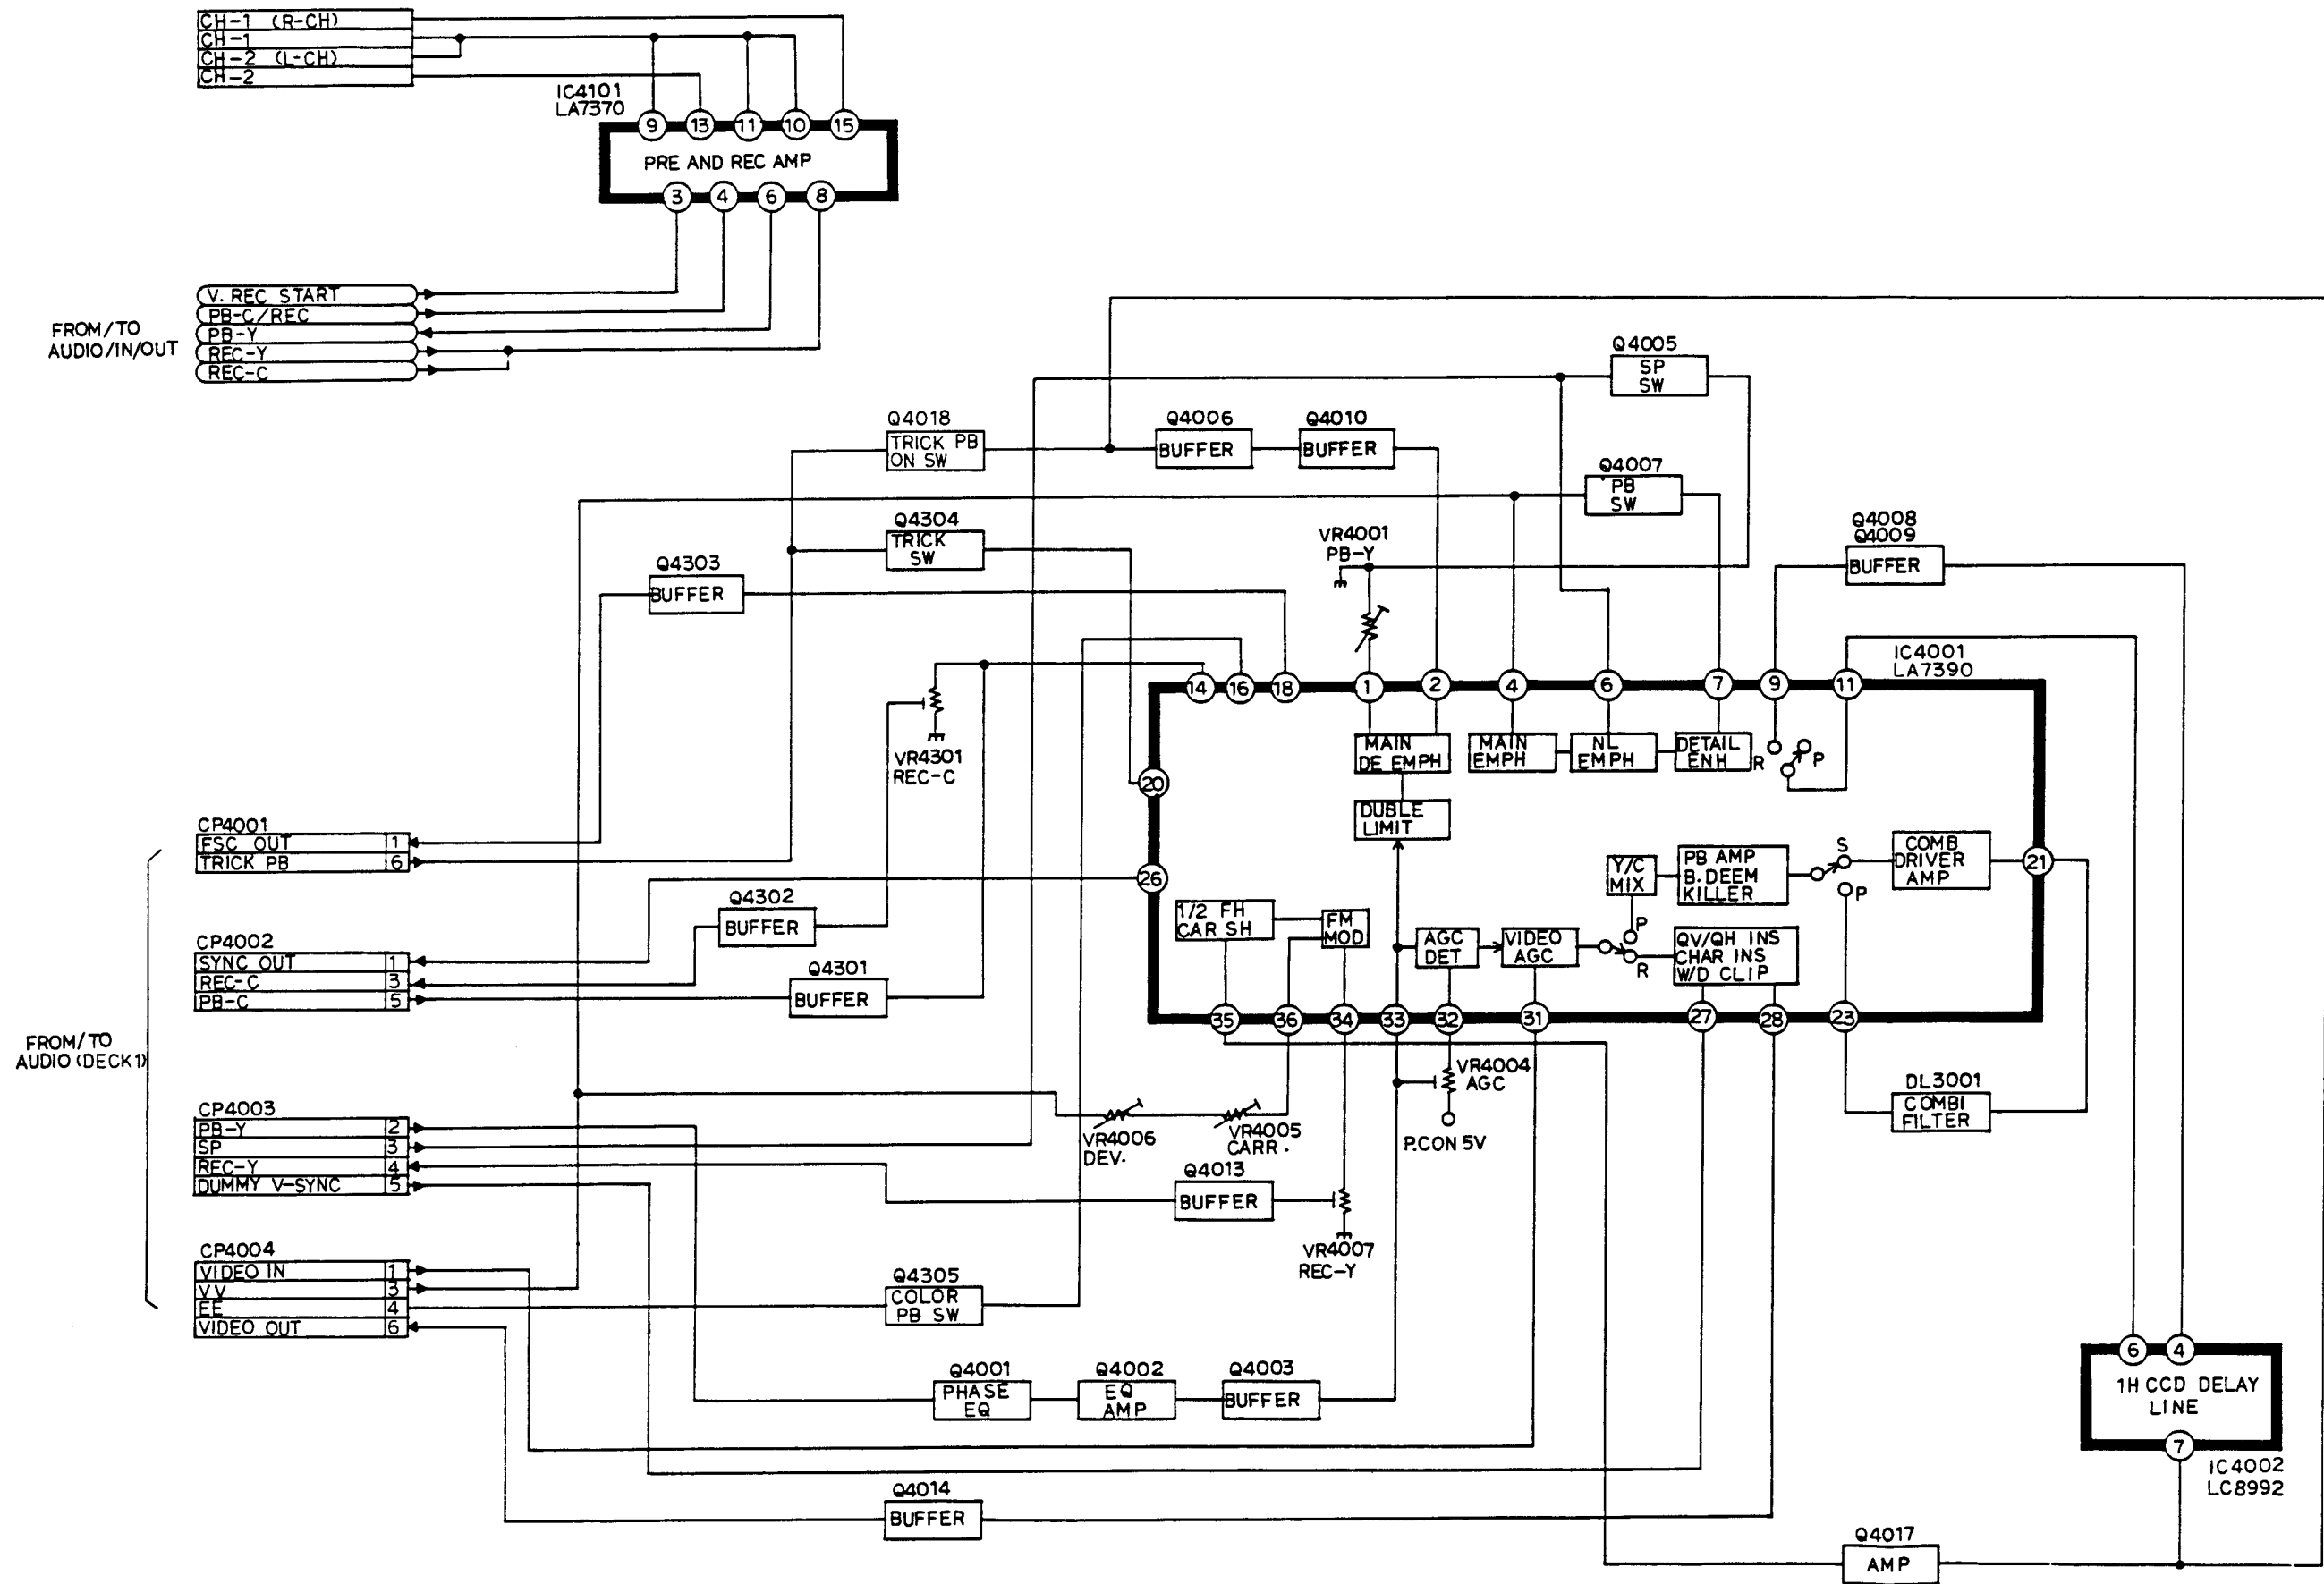 CH-1 (R-CH)
CH-1
CH-2 (L-CH)
CH-2
IC4101
LA7370
9 13 11 10 15
PRE AND REC AMP
3 4 6 8
FROM/TO
AUDIO/IN/OUT
V. REC START
PB-C/REC
PB-Y
REC-Y
REC-C
Q4005
SP
SW
Q4018
TRICK PB
ON SW
Q4006
BUFFER
Q4010
BUFFER
Q4007
PB
SW
Q4304
TRICK
SW
VR4001
PB-Y
Q4008
Q4009
BUFFER
Q4303
BUFFER
IC4001
LA7390
14 16 18 1 2 4 6 7 9 11
VR4301
REC-C
MAIN
DE EMPH
MAIN
EMPH
NL
EMPH
DETAIL
ENH
R
P
20
DUBLE
LIMIT
CP4001
FSC OUT 1
TRICK PB 6
Y/C
MIX
PB AMP
B. DEEM
KILLER
S
P
COMB
DRIVER
AMP
21
26
Q4302
BUFFER
1/2 FH
CAR SH
FM
MOD
AGC
DET
VIDEO
AGC
P
R
QV/QH INS
CHAR INS
W/D CLIP
FROM/TO
AUDIO (DECK1)
CP4002
SYNC OUT 1
REC-C 3
PB-C 5
Q4301
BUFFER
35 36 34 33 32 31 27 28 23
VR4004
AGC
P.CON 5V
DL3001
COMBI
FILTER
CP4003
PB-Y 2
SP 3
REC-Y 4
DUMMY V-SYNC 5
VR4006
DEV.
VR4005
CARR.
Q4013
BUFFER
VR4007
REC-Y
CP4004
VIDEO IN 1
VV 3
EE 4
VIDEO OUT 6
Q4305
COLOR
PB SW
Q4001
PHASE
EQ
Q4002
EQ
AMP
Q4003
BUFFER
6 4
1H CCD DELAY
LINE
7
IC4002
LC8992
Q4014
BUFFER
Q4017
AMP